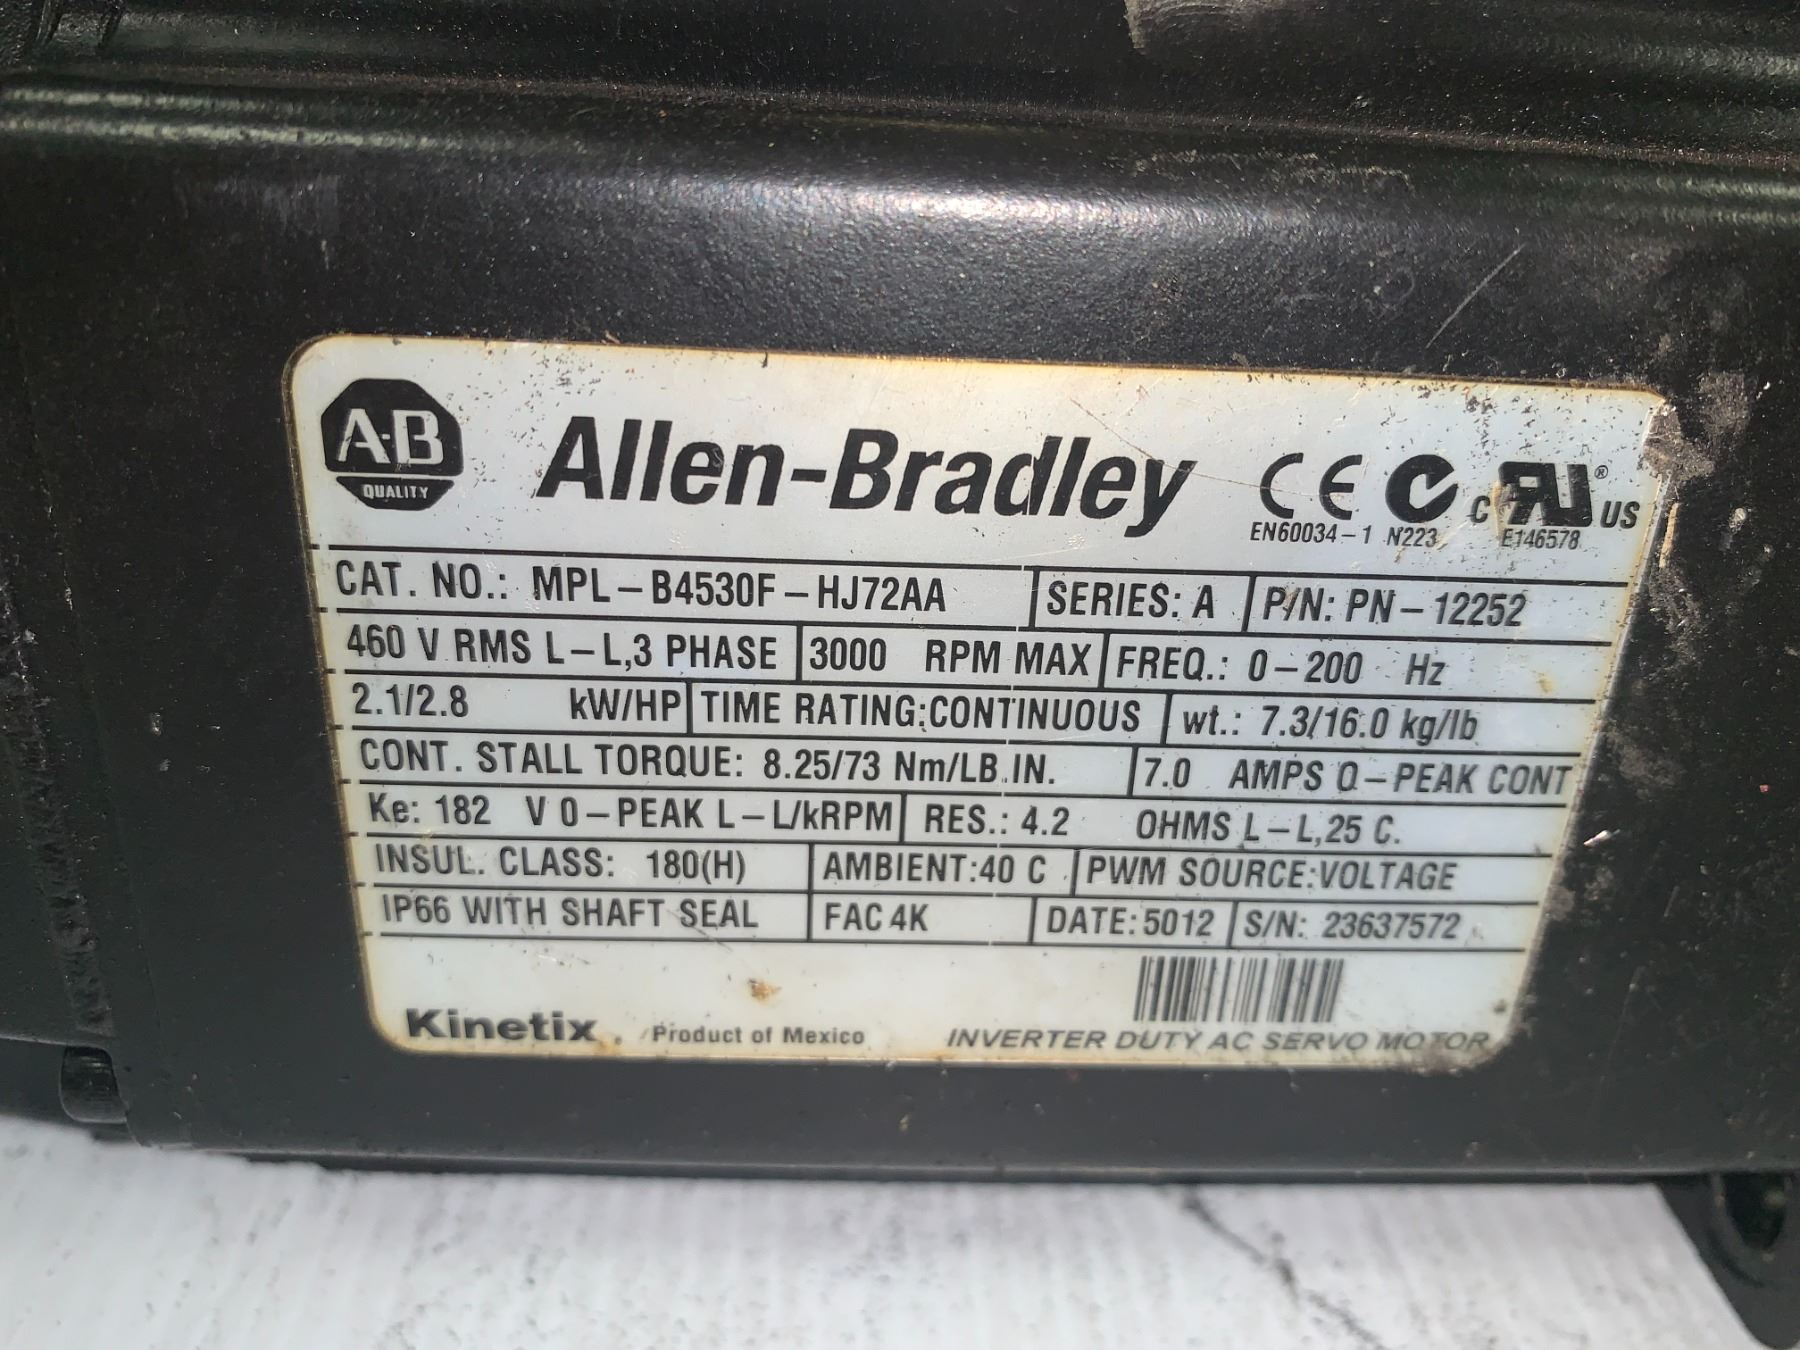 A-B
QUALITY
Allen-Bradley
CE
EN60034-1 N223
C RU® US
E146578
CAT. NO.: MPL-B4530F-HJ72AA SERIES: A P/N: PN-12252
460 V RMS L-L,3 PHASE 3000 RPM MAX FREQ.: 0-200 Hz
2.1/2.8 kW/HP TIME RATING:CONTINUOUS wt.: 7.3/16.0 kg/lb
CONT. STALL TORQUE: 8.25/73 Nm/LB.IN. 7.0 AMPS 0-PEAK CONT
Ke: 182 V 0-PEAK L-L/kRPM RES.: 4.2 OHMS L-L,25 C.
INSUL. CLASS: 180(H) AMBIENT:40 C PWM SOURCE:VOLTAGE
IP66 WITH SHAFT SEAL FAC 4K DATE: 5012 S/N: 23637572
Kinetix. Product of Mexico INVERTER DUTY AC SERVO MOTOR